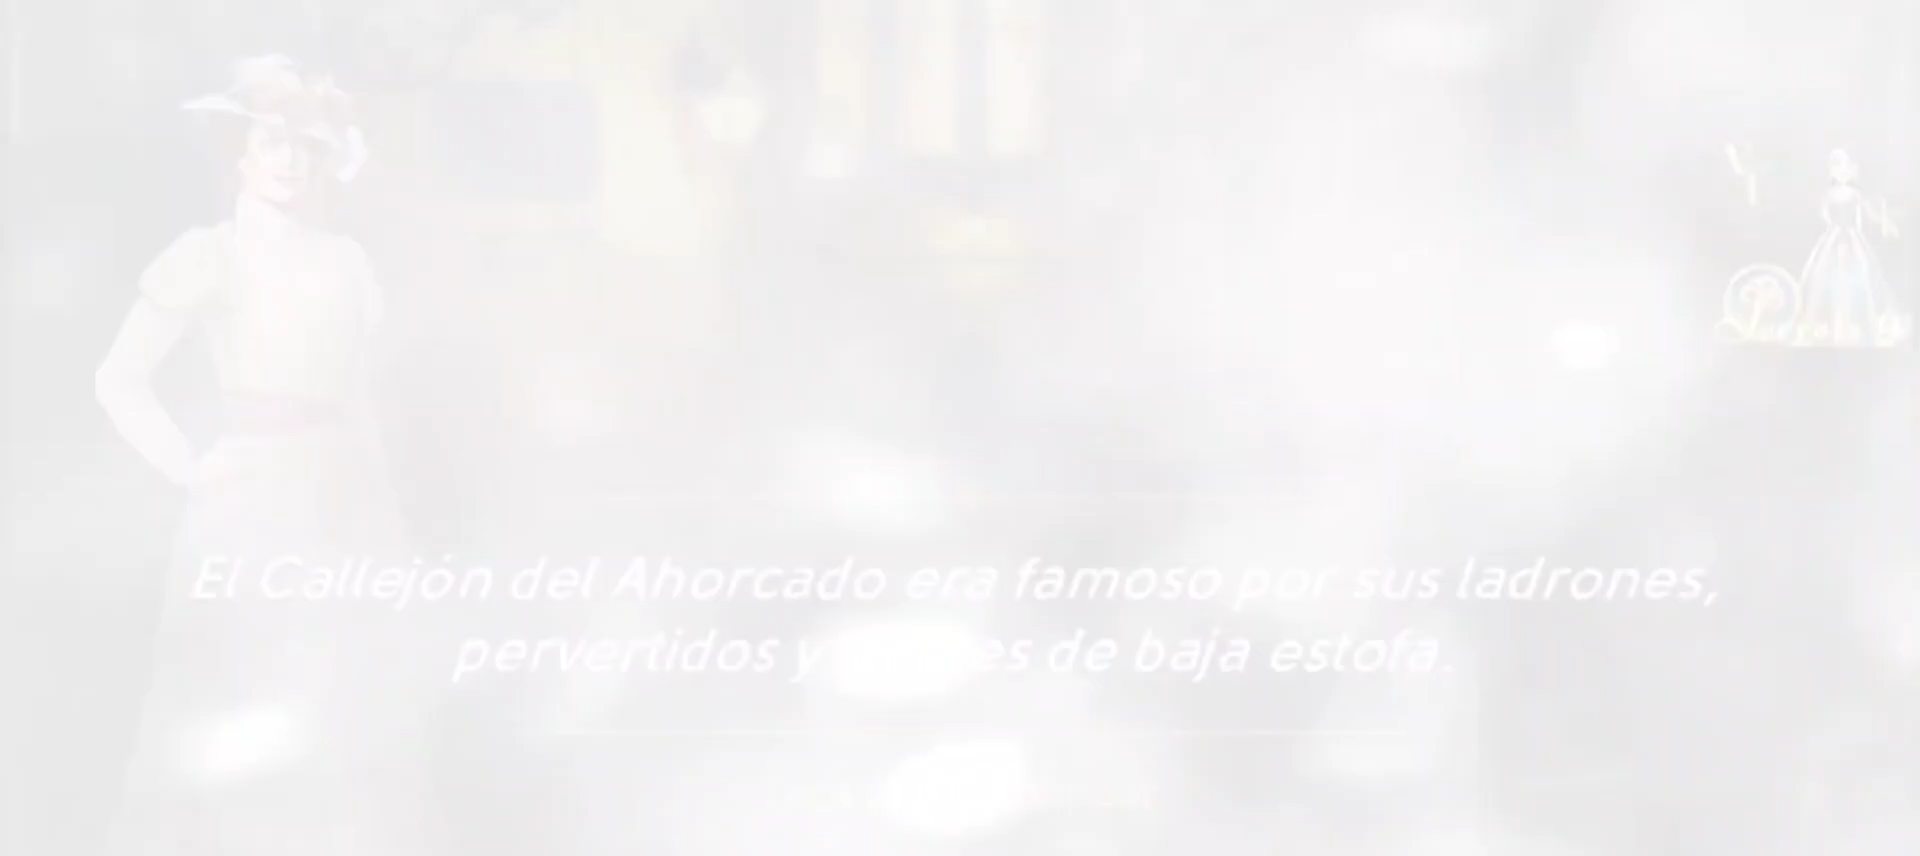 El Callejón del Ahorcado era famoso por sus ladrones,
pervertidos y de baja estofa.